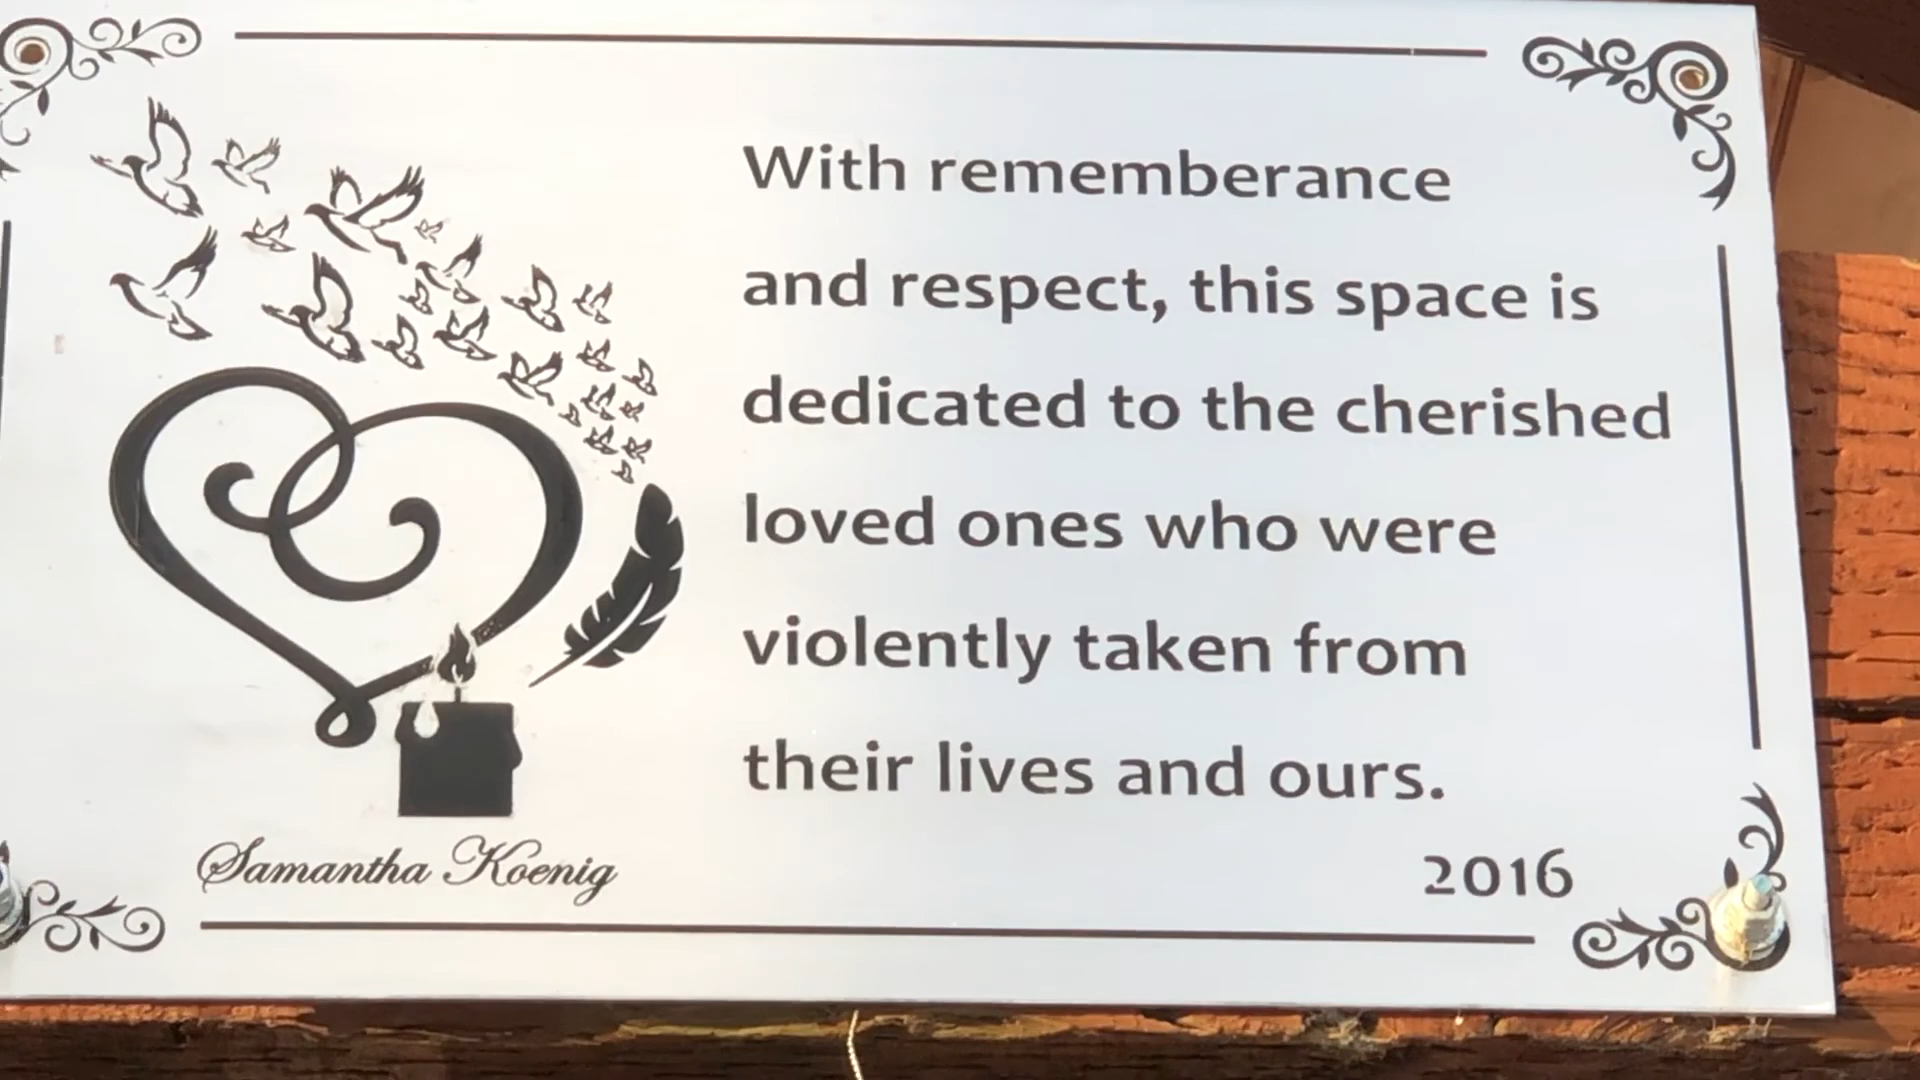 With rememberance
and respect, this space is
dedicated to the cherished
loved ones who were
violently taken from
their lives and ours.
Samantha Koenig
2016